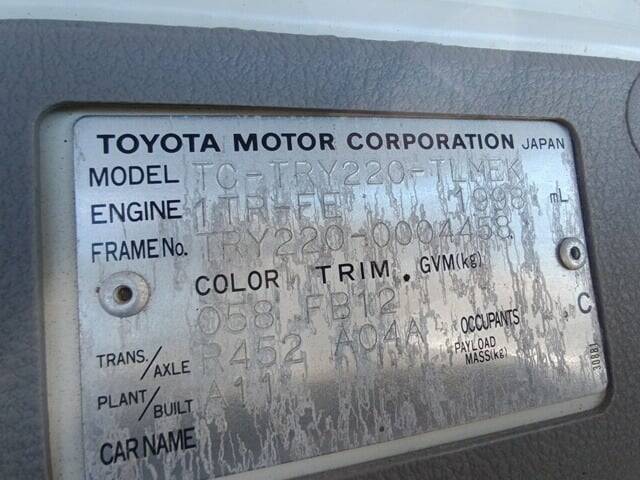 TOYOTA MOTOR CORPORATION JAPAN
MODEL TC-TRY220-TLMEK
ENGINE 1TR-FE 1998 mL
FRAME No. TRY220-0004458
COLOR TRIM. GVM(kg)
058 FB12 C
TRANS./AXLE A04A OCCUPANTS
PAYLOAD MASS(kg)
PLANT/BUILT A11
CAR NAME
30881